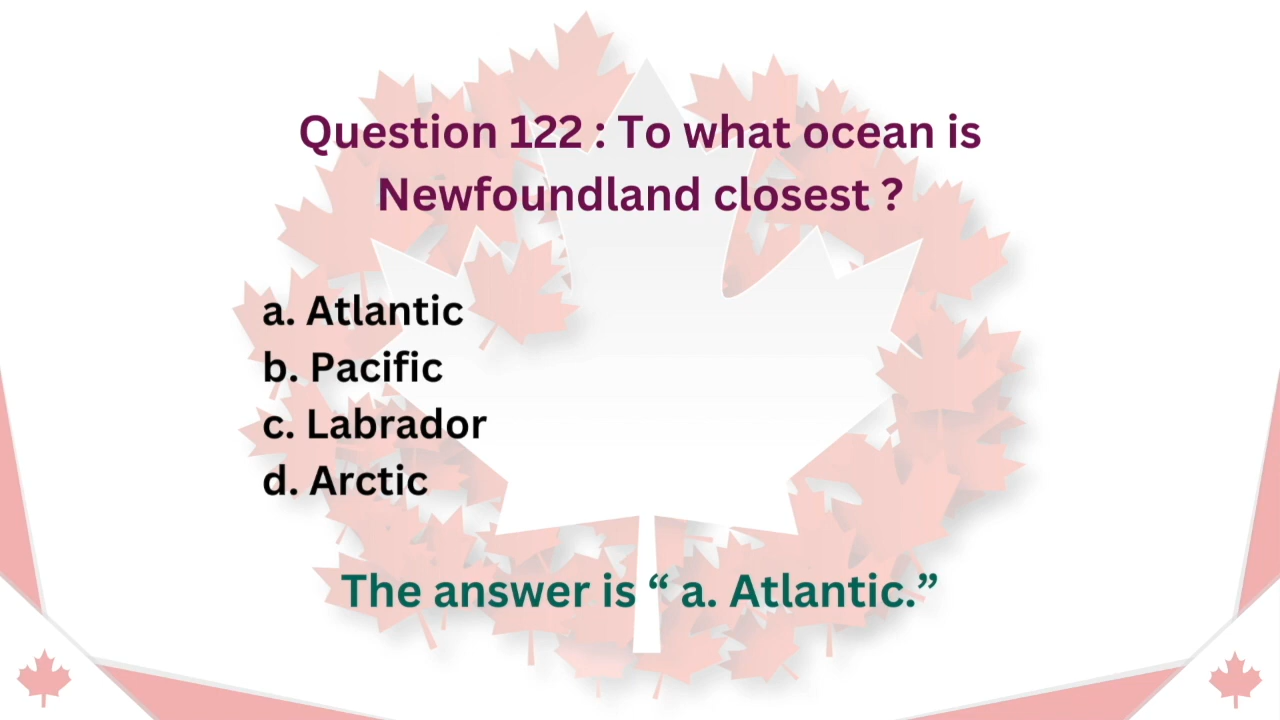 Question 122 : To what ocean is
Newfoundland closest ?
a. Atlantic
b. Pacific
c. Labrador
d. Arctic
The answer is “ a. Atlantic.”